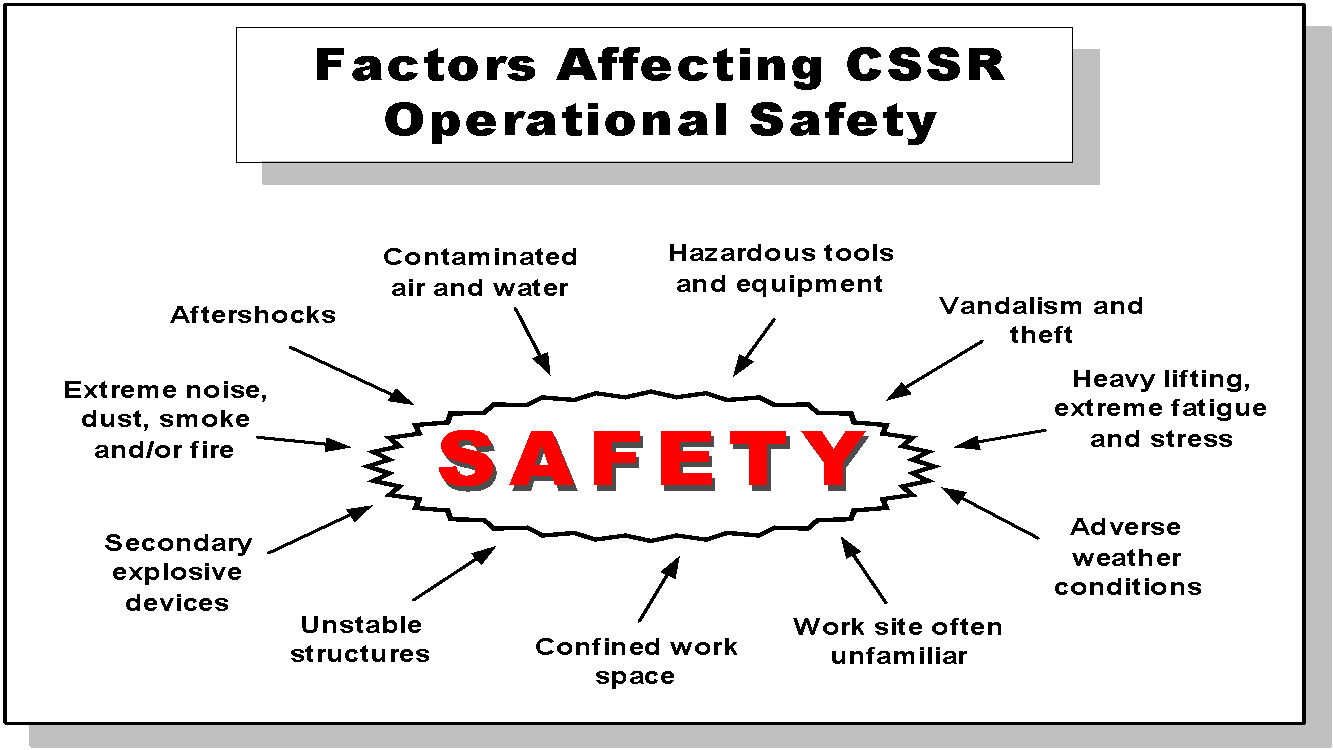 Factors Affecting CSSR
Operational Safety
Contaminated
air and water
Hazardous tools
and equipment
Aftershocks
Vandalism and
theft
Extreme noise,
dust, smoke
and/or fire
Heavy lifting,
extreme fatigue
and stress
SAFETY
Secondary
explosive
devices
Adverse
weather
conditions
Unstable
structures
Confined work
space
Work site often
unfamiliar